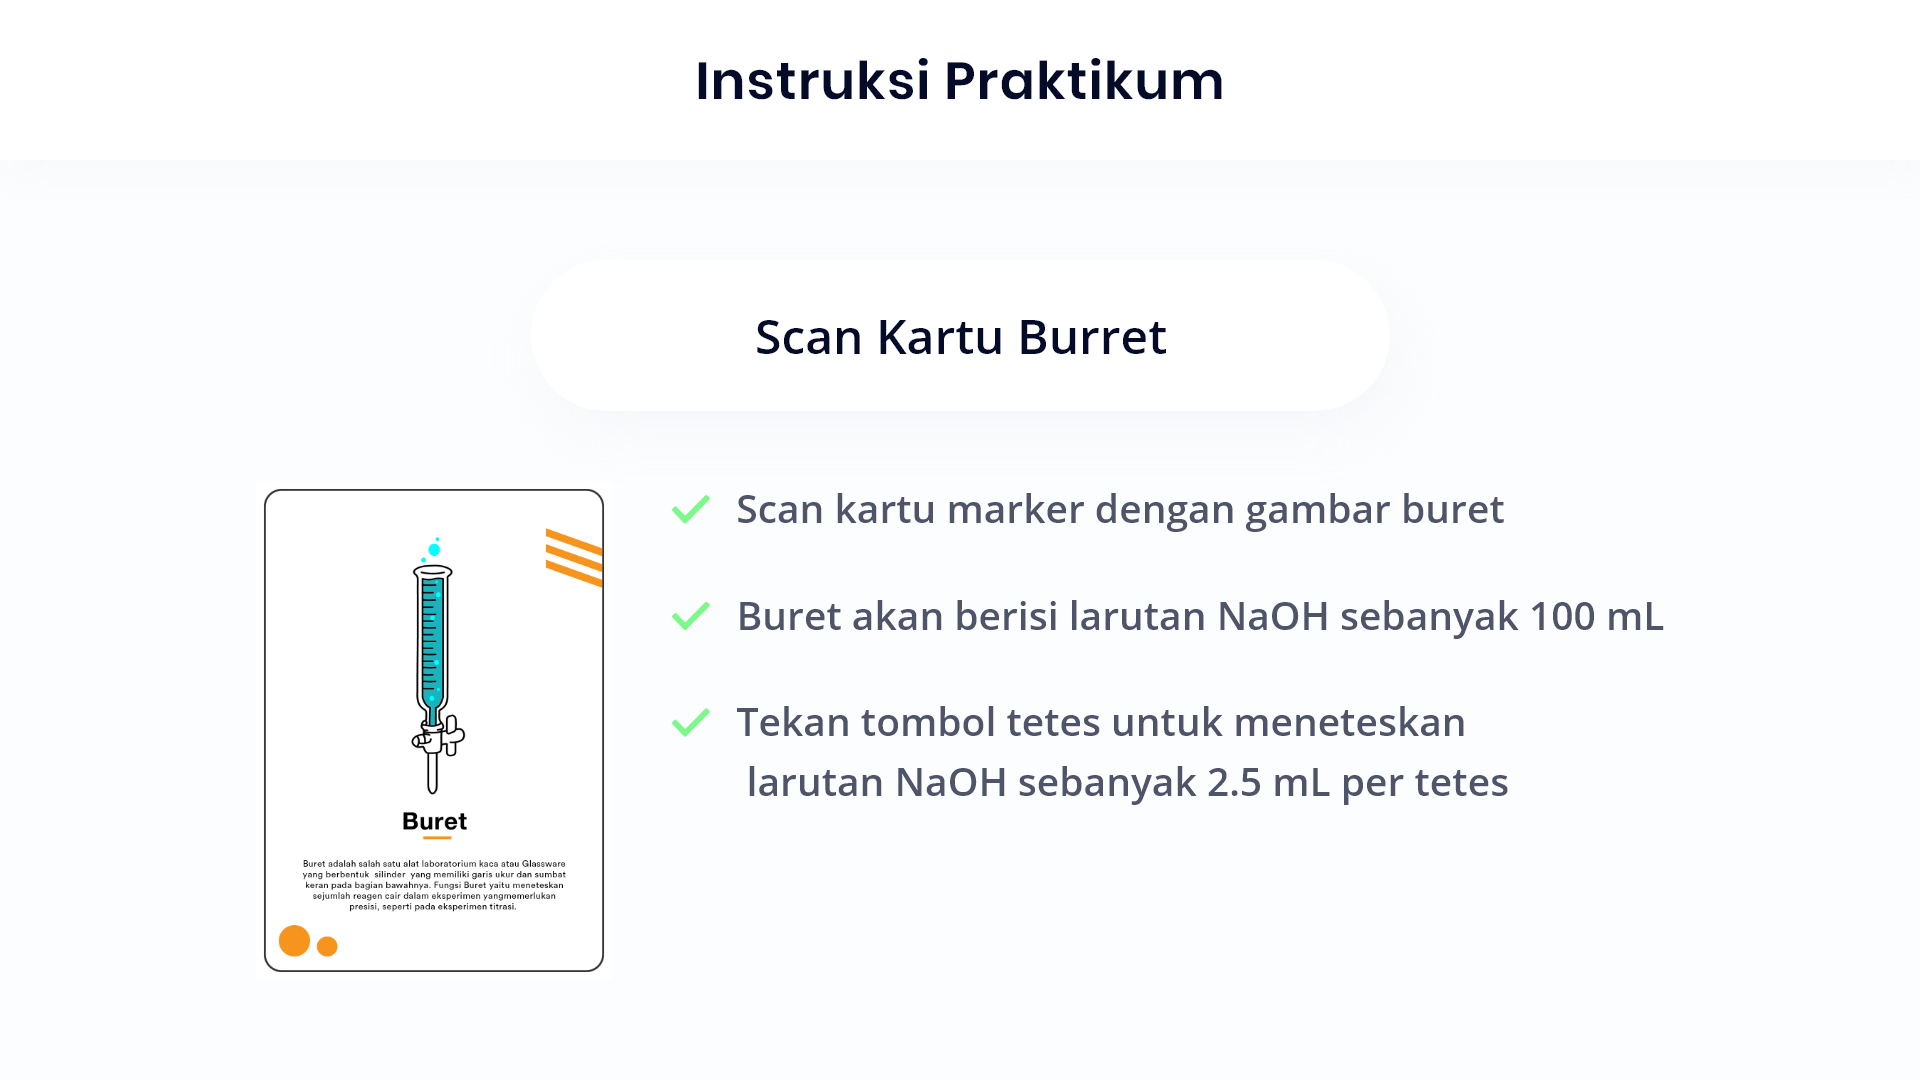 Instruksi Praktikum
Scan Kartu Burret
Scan kartu marker dengan gambar buret
Buret akan berisi larutan NaOH sebanyak 100 mL
Tekan tombol tetes untuk meneteskan
larutan NaOH sebanyak 2.5 mL per tetes
Buret
Buret adalah salah satu alat laboratorium kaca atau Glassware
yang berbentuk silinder yang memiliki garis ukur dan sumbat
keran pada bagian bawahnya. Fungsi Buret yaitu meneteskan
sejumlah reagen cair dalam eksperimen yangmemerlukan
presisi, seperti pada eksperimen titrasi.